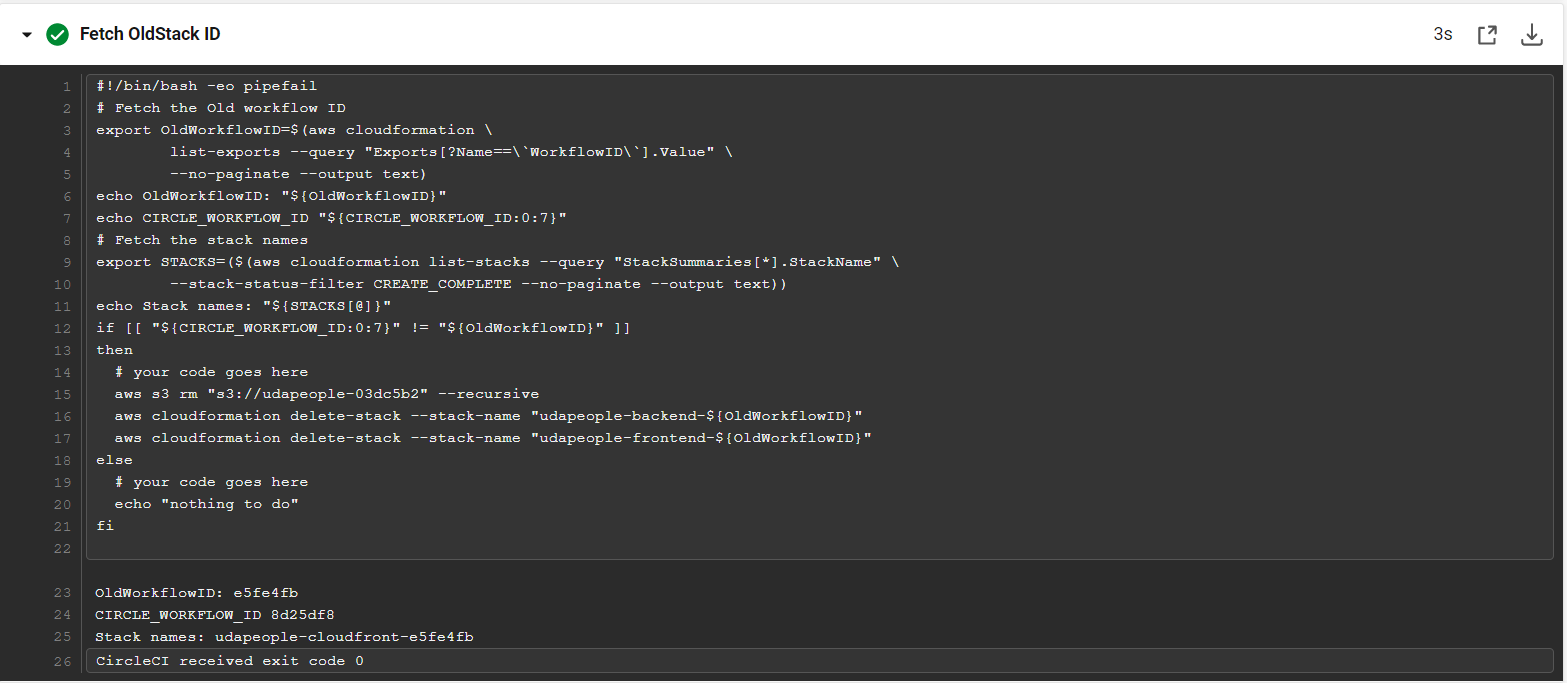 Fetch OldStack ID
3s
1 #!/bin/bash -eo pipefail
2 # Fetch the Old workflow ID
3 export OldWorkflowID=$(aws cloudformation \
4         list-exports --query "Exports[?Name==\`WorkflowID\`].Value" \
5         --no-paginate --output text)
6 echo OldWorkflowID: "${OldWorkflowID}"
7 echo CIRCLE_WORKFLOW_ID "${CIRCLE_WORKFLOW_ID:0:7}"
8 # Fetch the stack names
9 export STACKS=($(aws cloudformation list-stacks --query "StackSummaries[*].StackName" \
10         --stack-status-filter CREATE_COMPLETE --no-paginate --output text))
11 echo Stack names: "${STACKS[@]}"
12 if [[ "${CIRCLE_WORKFLOW_ID:0:7}" != "${OldWorkflowID}" ]]
13 then
14   # your code goes here
15   aws s3 rm "s3://udapeople-03dc5b2" --recursive
16   aws cloudformation delete-stack --stack-name "udapeople-backend-${OldWorkflowID}"
17   aws cloudformation delete-stack --stack-name "udapeople-frontend-${OldWorkflowID}"
18 else
19   # your code goes here
20   echo "nothing to do"
21 fi
22
23 OldWorkflowID: e5fe4fb
24 CIRCLE_WORKFLOW_ID 8d25df8
25 Stack names: udapeople-cloudfront-e5fe4fb
26 CircleCI received exit code 0